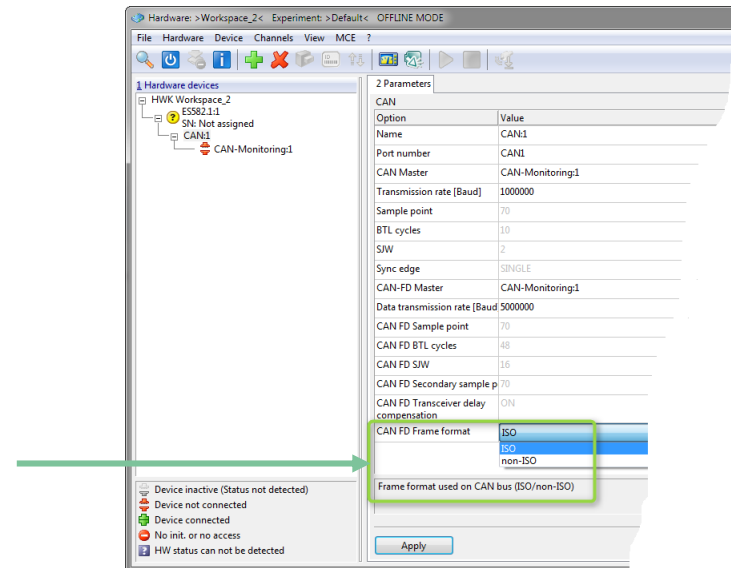 Hardware: >Workspace_2< Experiment: >Default< OFFLINE MODE
File Hardware Device Channels View MCE ?
1 Hardware devices
HWK Workspace_2
ES582.1:1
SN: Not assigned
CAN:1
CAN-Monitoring:1
Device inactive (Status not detected)
Device not connected
Device connected
No init. or no access
HW status can not be detected
2 Parameters
CAN
Option Value
Name CAN:1
Port number CAN1
CAN Master CAN-Monitoring:1
Transmission rate [Baud] 1000000
Sample point 70
BTL cycles 10
SJW 2
Sync edge SINGLE
CAN-FD Master CAN-Monitoring:1
Data transmission rate [Baud 5000000
CAN FD Sample point 70
CAN FD BTL cycles 48
CAN FD SJW 16
CAN FD Secondary sample p 70
CAN FD Transceiver delay ON
compensation
CAN FD Frame format ISO
ISO
non-ISO
Frame format used on CAN bus (ISO/non-ISO)
Apply